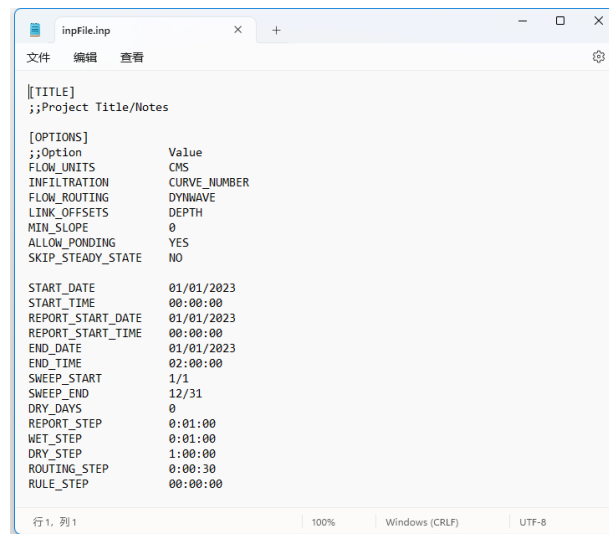 inpFile.inp
文件 编辑 查看
[TITLE]
;;Project Title/Notes
[OPTIONS]
;;Option Value
FLOW_UNITS CMS
INFILTRATION CURVE_NUMBER
FLOW_ROUTING DYNWAVE
LINK_OFFSETS DEPTH
MIN_SLOPE 0
ALLOW_PONDING YES
SKIP_STEADY_STATE NO
START_DATE 01/01/2023
START_TIME 00:00:00
REPORT_START_DATE 01/01/2023
REPORT_START_TIME 00:00:00
END_DATE 01/01/2023
END_TIME 02:00:00
SWEEP_START 1/1
SWEEP_END 12/31
DRY_DAYS 0
REPORT_STEP 0:01:00
WET_STEP 0:01:00
DRY_STEP 1:00:00
ROUTING_STEP 0:00:30
RULE_STEP 00:00:00
行 1, 列 1 100% Windows (CRLF) UTF-8